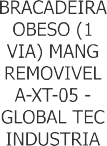 BRACADEIRA
OBESO (1
VIA) MANG
REMOVIVEL
A-XT-05 -
GLOBAL TEC
INDUSTRIA